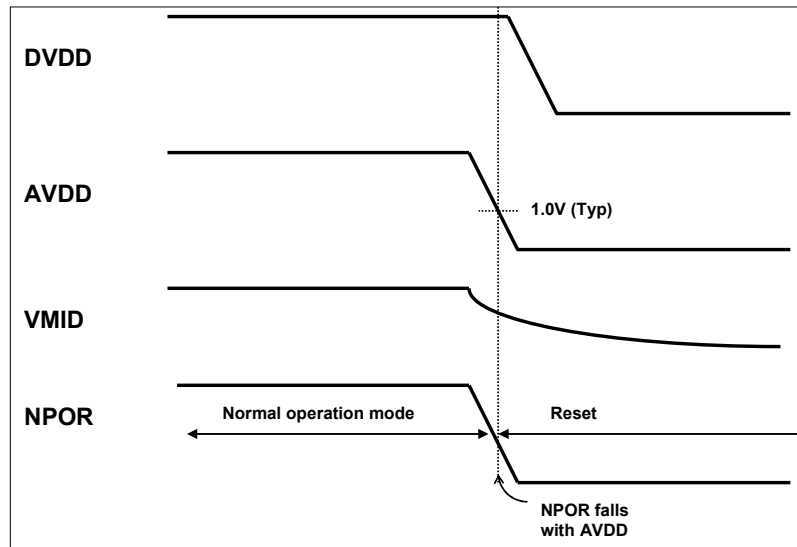 DVDD
AVDD
1.0V (Typ)
VMID
NPOR
Normal operation mode
Reset
NPOR falls
with AVDD